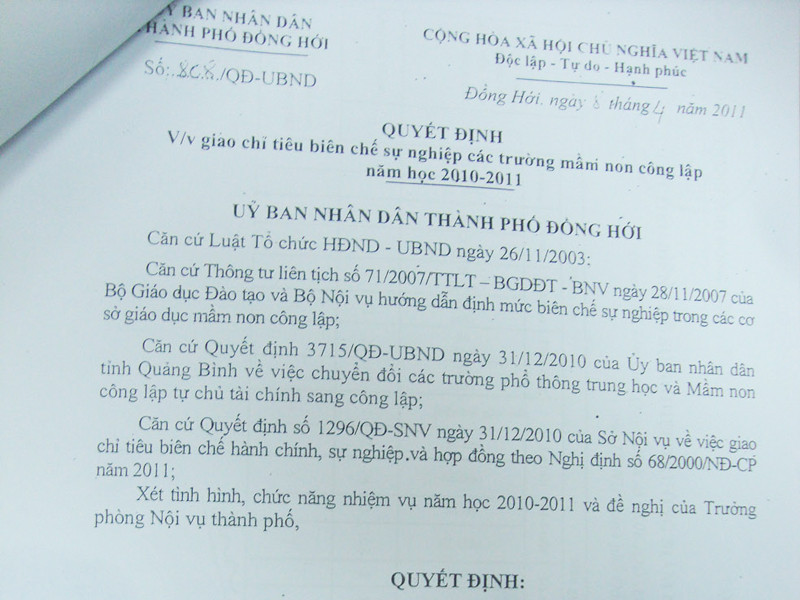 Ỷ BAN NHÂN DÂN
THÀNH PHỐ ĐỒNG HỚI
Số: /QĐ-UBND
CỘNG HÒA XÃ HỘI CHỦ NGHĨA VIỆT NAM
Độc lập - Tự do - Hạnh phúc
Đồng Hới. ngày 8 tháng 4 năm 2011
QUYẾT ĐỊNH
V/v giao chỉ tiêu biên chế sự nghiệp các trường mầm non công lập
năm học 2010-2011
UỶ BAN NHÂN DÂN THÀNH PHỐ ĐỒNG HỚI
Căn cứ Luật Tổ chức HĐND - UBND ngày 26/11/2003;
Căn cứ Thông tư liên tịch số 71/2007/TTLT – BGDĐT - BNV ngày 28/11/2007 của
Bộ Giáo dục Đào tạo và Bộ Nội vụ hướng dẫn định mức biên chế sự nghiệp trong các cơ
sở giáo dục mầm non công lập;
Căn cứ Quyết định 3715/QĐ-UBND ngày 31/12/2010 của Ủy ban nhân dân
tỉnh Quảng Bình về việc chuyển đổi các trường phổ thông trung học và Mầm non
công lập tự chủ tài chính sang công lập;
Căn cứ Quyết định số 1296/QĐ-SNV ngày 31/12/2010 của Sở Nội vụ về việc giao
chỉ tiêu biên chế hành chính, sự nghiệp và hợp đồng theo Nghị định số 68/2000/NĐ-CP
năm 2011;
Xét tình hình, chức năng nhiệm vụ năm học 2010-2011 và đề nghị của Trưởng
phòng Nội vụ thành phố,
QUYẾT ĐỊNH: